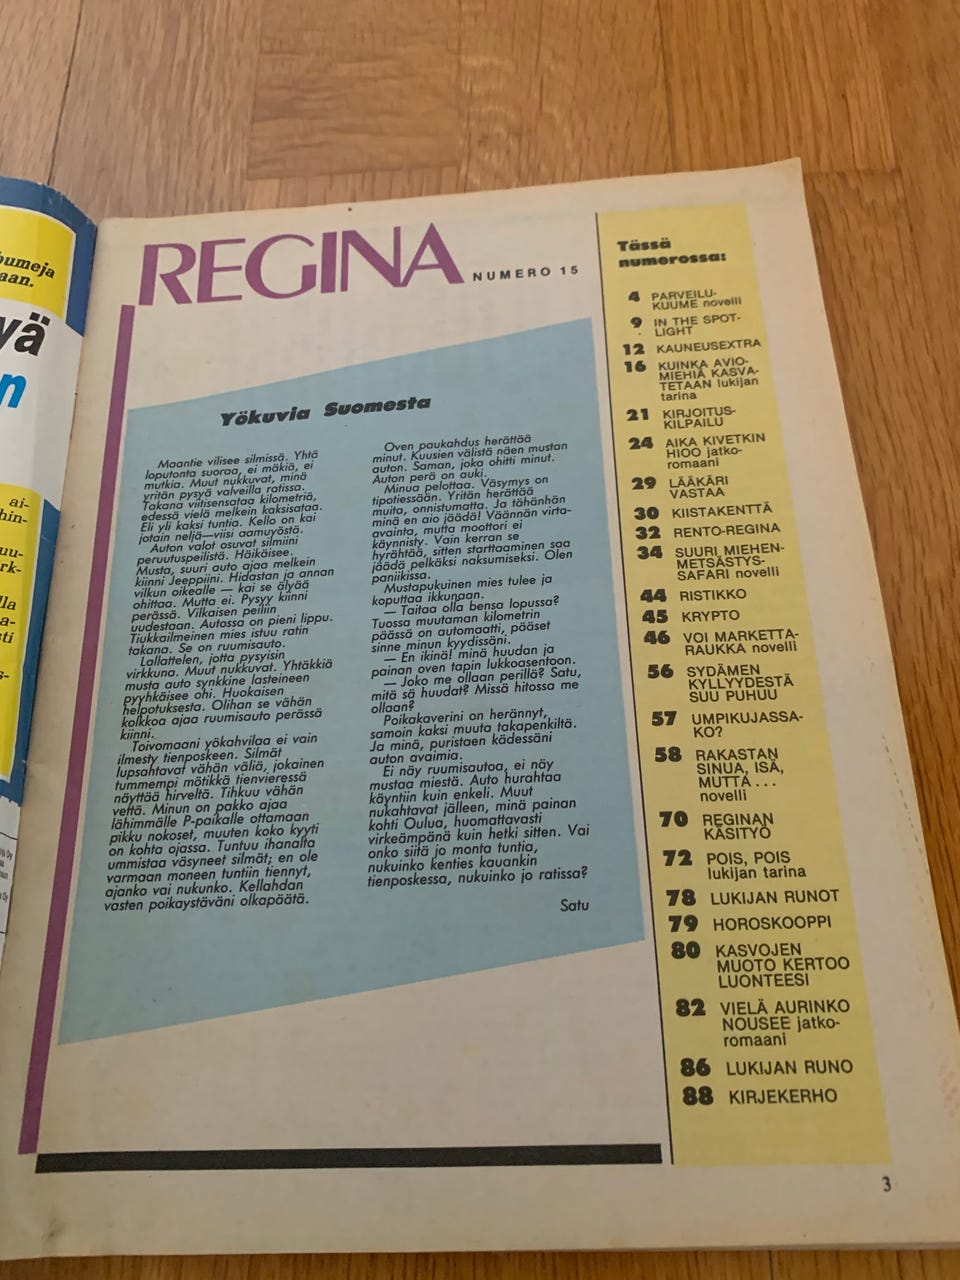 oumeja
aan.
yä
n
ai-
hin-
uu-
rk-
lla
a-
sti
s-
REGINA NUMERO 15
Yökuvia Suomesta
Maantie vilisee silmissä. Yhtä
loputonta suoraa, ei mäkiä, ei
mutkia. Muut nukkuvat, minä
yritän pysyä valveilla ratissa.
Takana viitisensataa kilometriä,
edessä vielä melkein kaksisataa.
Eli yli kaksi tuntia. Kello on kai
jotain neljä—viisi aamuyöstä.
Auton valot osuvat silmiini
peruutuspeilistä. Häikäisee.
Musta, suuri auto ajaa melkein
kiinni Jeeppiini. Hidastan ja annan
vilkun oikealle — kai se älyää
ohittaa. Mutta ei. Pysyy kiinni
perässä. Vilkaisen peiliin
uudestaan. Autossa on pieni lippu.
Tiukkailmeinen mies istuu ratin
takana. Se on ruumisauto.
Lallattelen, jotta pysyisin
virkkuna. Muut nukkuvat. Yhtäkkiä
musta auto synkkine lasteineen
pyyhkäisee ohi. Huokaisen
helpotuksesta. Olihan se vähän
kolkkoa ajaa ruumisauto perässä
kiinni.
Toivomaani yökahvilaa ei vain
ilmesty tienposkeen. Silmät
lupsahtavat vähän väliä, jokainen
tummempi mötikkä tienvieressä
näyttää hirveltä. Tihkuu vähän
vettä. Minun on pakko ajaa
lähimmälle P-paikalle ottamaan
pikku nokoset, muuten koko kyyti
on kohta ojassa. Tuntuu ihanalta
ummistaa väsyneet silmät; en ole
varmaan moneen tuntiin tiennyt,
ajanko vai nukunko. Kellahdan
vasten poikaystäväni olkapäätä.
Oven paukahdus herättää
minut. Kuusien välistä näen mustan
auton. Saman, joka ohitti minut.
Auton perä on auki.
Minua pelottaa. Väsymys on
tipotiessään. Yritän herättää
muita, onnistumatta. Ja tähänhän
minä en aio jäädä! Väännän virta-
avainta, mutta moottori ei
käynnisty. Vain kerran se
hyrähtää, sitten starttaaminen saa
jäädä pelkäksi naksumiseksi. Olen
paniikissa.
Mustapukuinen mies tulee ja
koputtaa ikkunaan.
— Taitaa olla bensa lopussa?
Tuossa muutaman kilometrin
päässä on automaatti, pääset
sinne minun kyydissäni.
— En ikinä! minä huudan ja
painan oven tapin lukkoasentoon.
— Joko me ollaan perillä? Satu,
mitä sä huudat? Missä hitossa me
ollaan?
Poikakaverini on herännyt,
samoin kaksi muuta takapenkiltä.
Ja minä, puristaen kädessäni
auton avaimia.
Ei näy ruumisautoa, ei näy
mustaa miestä. Auto hurahtaa
käyntiin kuin enkeli. Muut
nukahtavat jälleen, minä painan
kohti Oulua, huomattavasti
virkeämpänä kuin hetki sitten. Vai
onko siitä jo monta tuntia,
nukuinko kenties kauankin
tienposkessa, nukuinko jo ratissa?
Satu
Tässä
numerossa:
4 PARVEILU-
KUUME novelli
9 IN THE SPOT-
LIGHT
12 KAUNEUSEXTRA
16 KUINKA AVIO-
MIEHIÄ KASVA-
TETAAN lukijan
tarina
21 KIRJOITUS-
KILPAILU
24 AIKA KIVETKIN
HIOO jatko-
romaani
29 LÄÄKÄRI
VASTAA
30 KIISTAKENTTÄ
32 RENTO-REGINA
34 SUURI MIEHEN-
METSÄSTYS-
SAFARI novelli
44 RISTIKKO
45 KRYPTO
46 VOI MARKETTA-
RAUKKA novelli
56 SYDÄMEN
KYLLYYDESTÄ
SUU PUHUU
57 UMPIKUJASSA-
KO?
58 RAKASTAN
SINUA, ISÄ,
MUTTA...
novelli
70 REGINAN
KÄSITYÖ
72 POIS, POIS
lukijan tarina
78 LUKIJAN RUNOT
79 HOROSKOOPPI
80 KASVOJEN
MUOTO KERTOO
LUONTEESI
82 VIELÄ AURINKO
NOUSEE jatko-
romaani
86 LUKIJAN RUNO
88 KIRJEKERHO
3